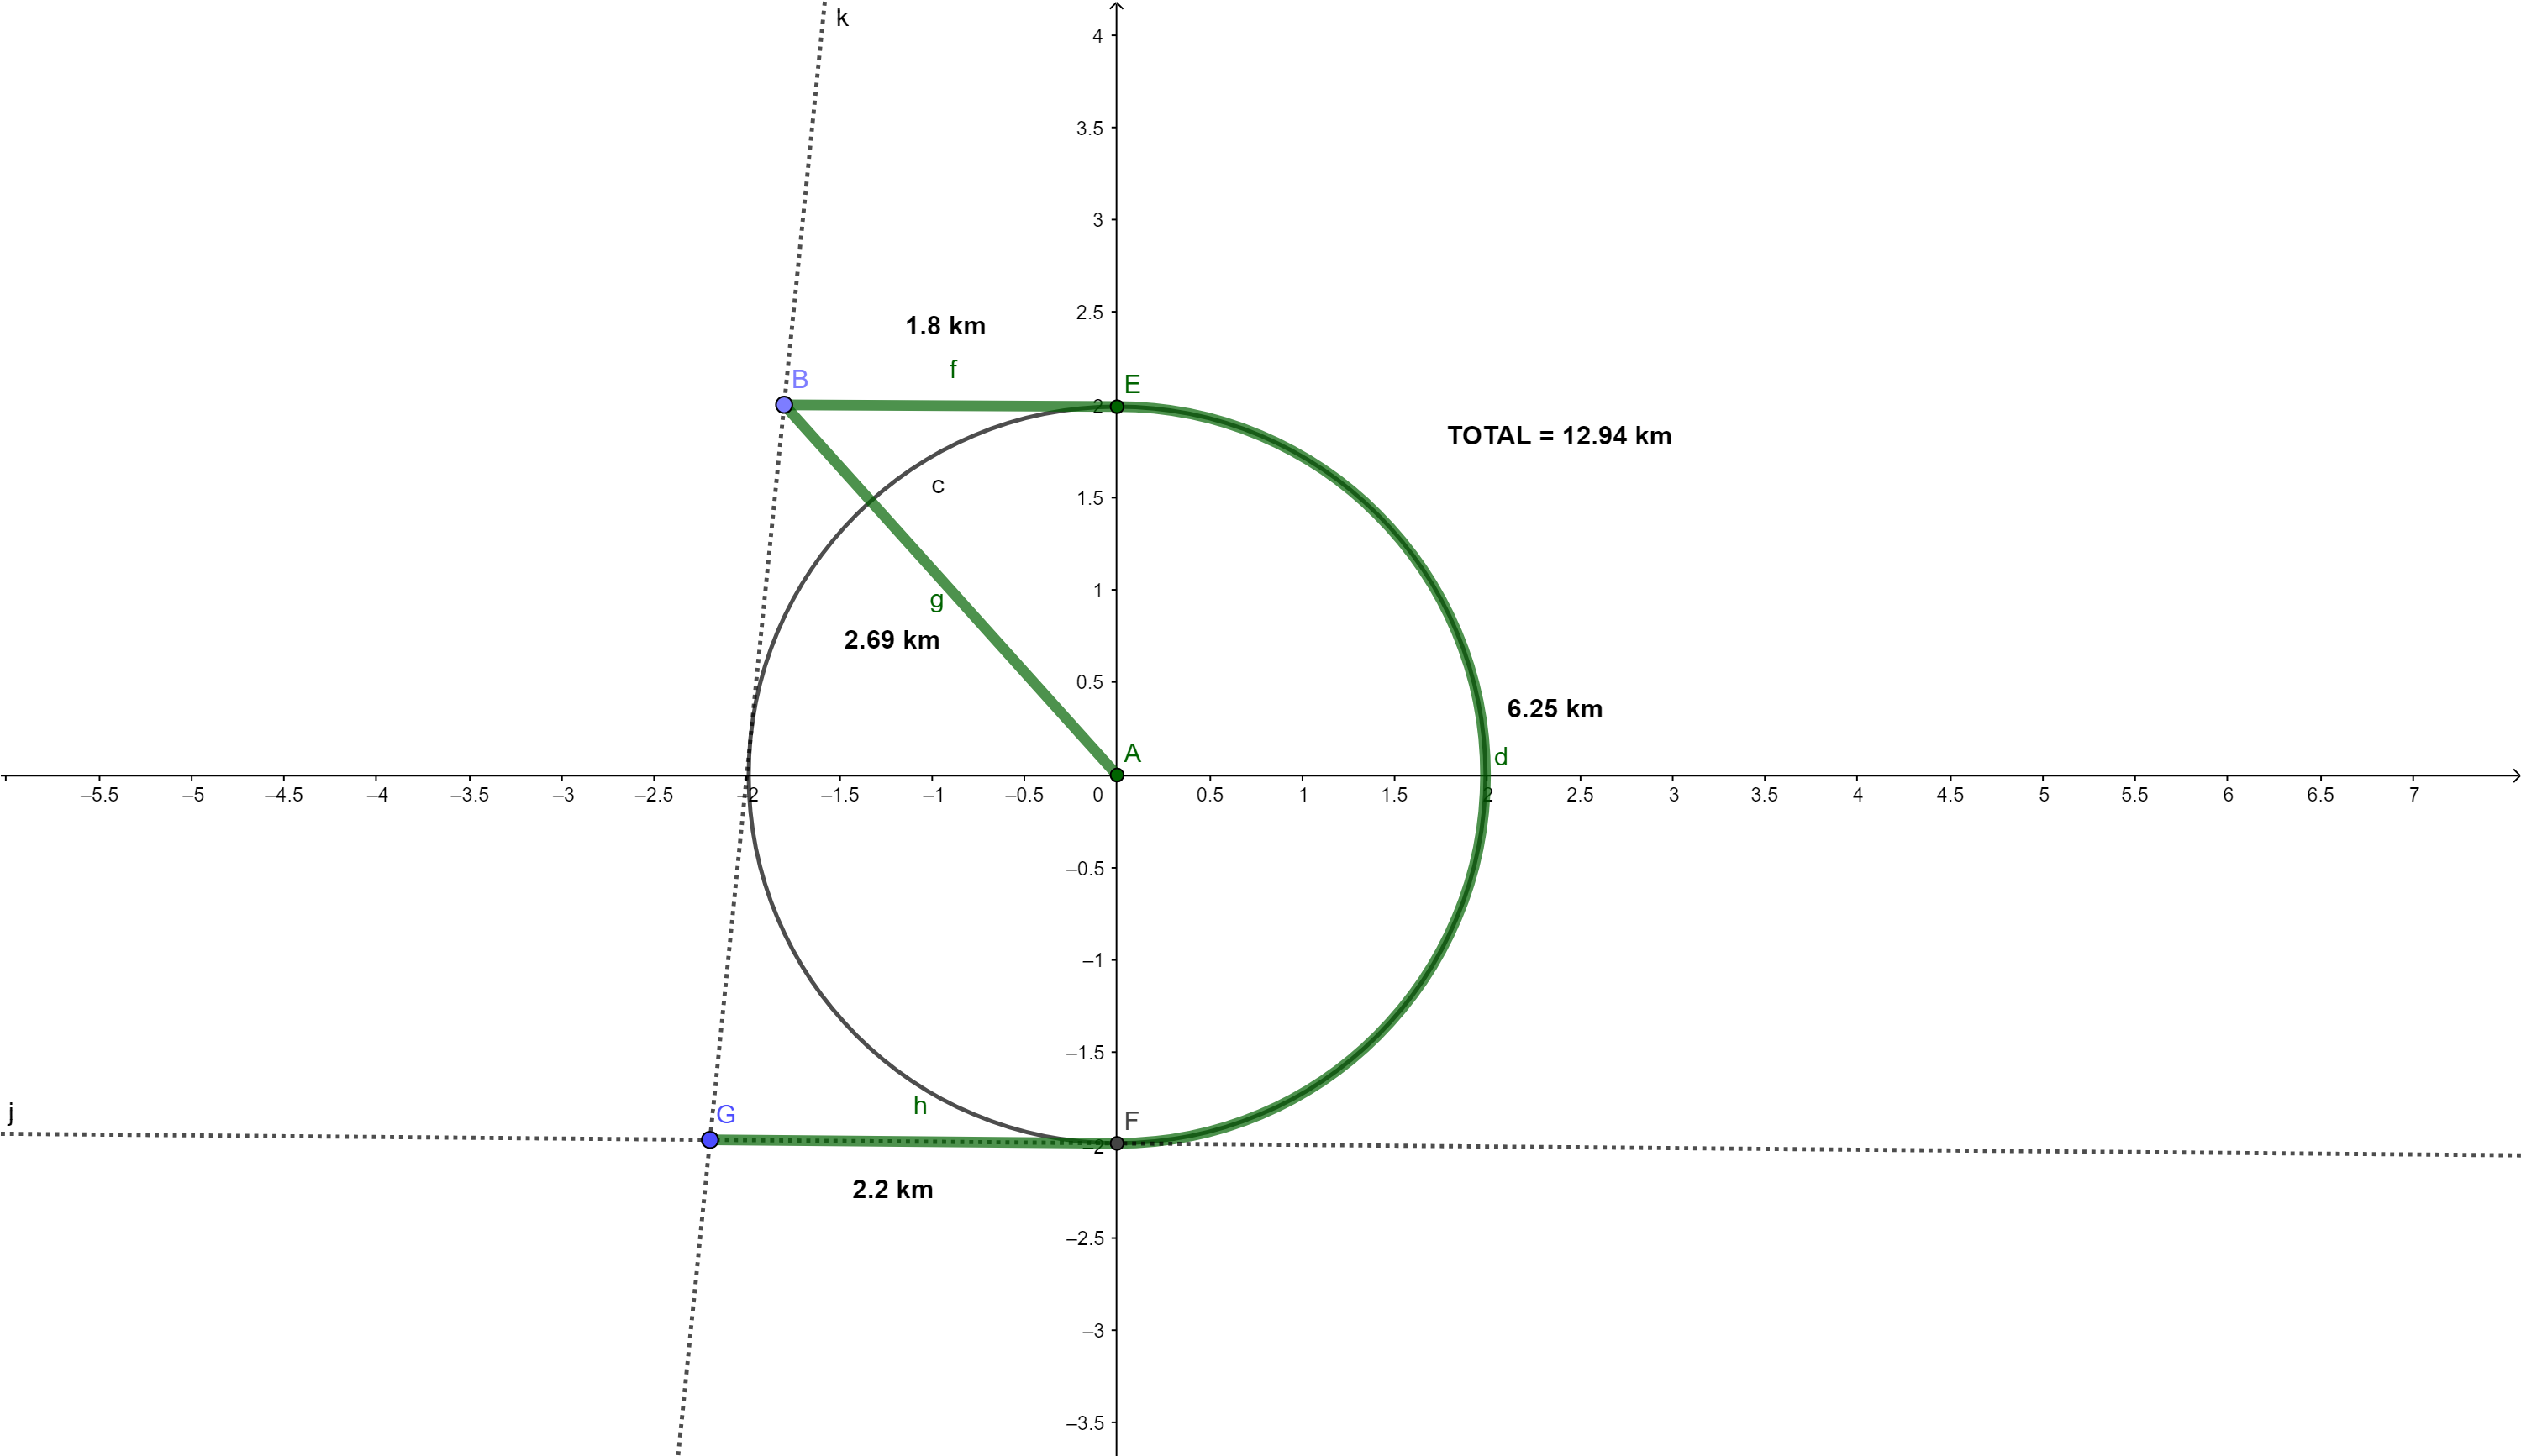 k
4
3.5
3
2.5
1.8 km
f
B
E
2
TOTAL = 12.94 km
c
1.5
g
1
2.69 km
0.5
6.25 km
A
d
–5.5 –5 –4.5 –4 –3.5 –3 –2.5 –2 –1.5 –1 –0.5 0 0.5 1 1.5 2 2.5 3 3.5 4 4.5 5 5.5 6 6.5 7
–0.5
–1
–1.5
j
G
h
F
–2
2.2 km
–2.5
–3
–3.5